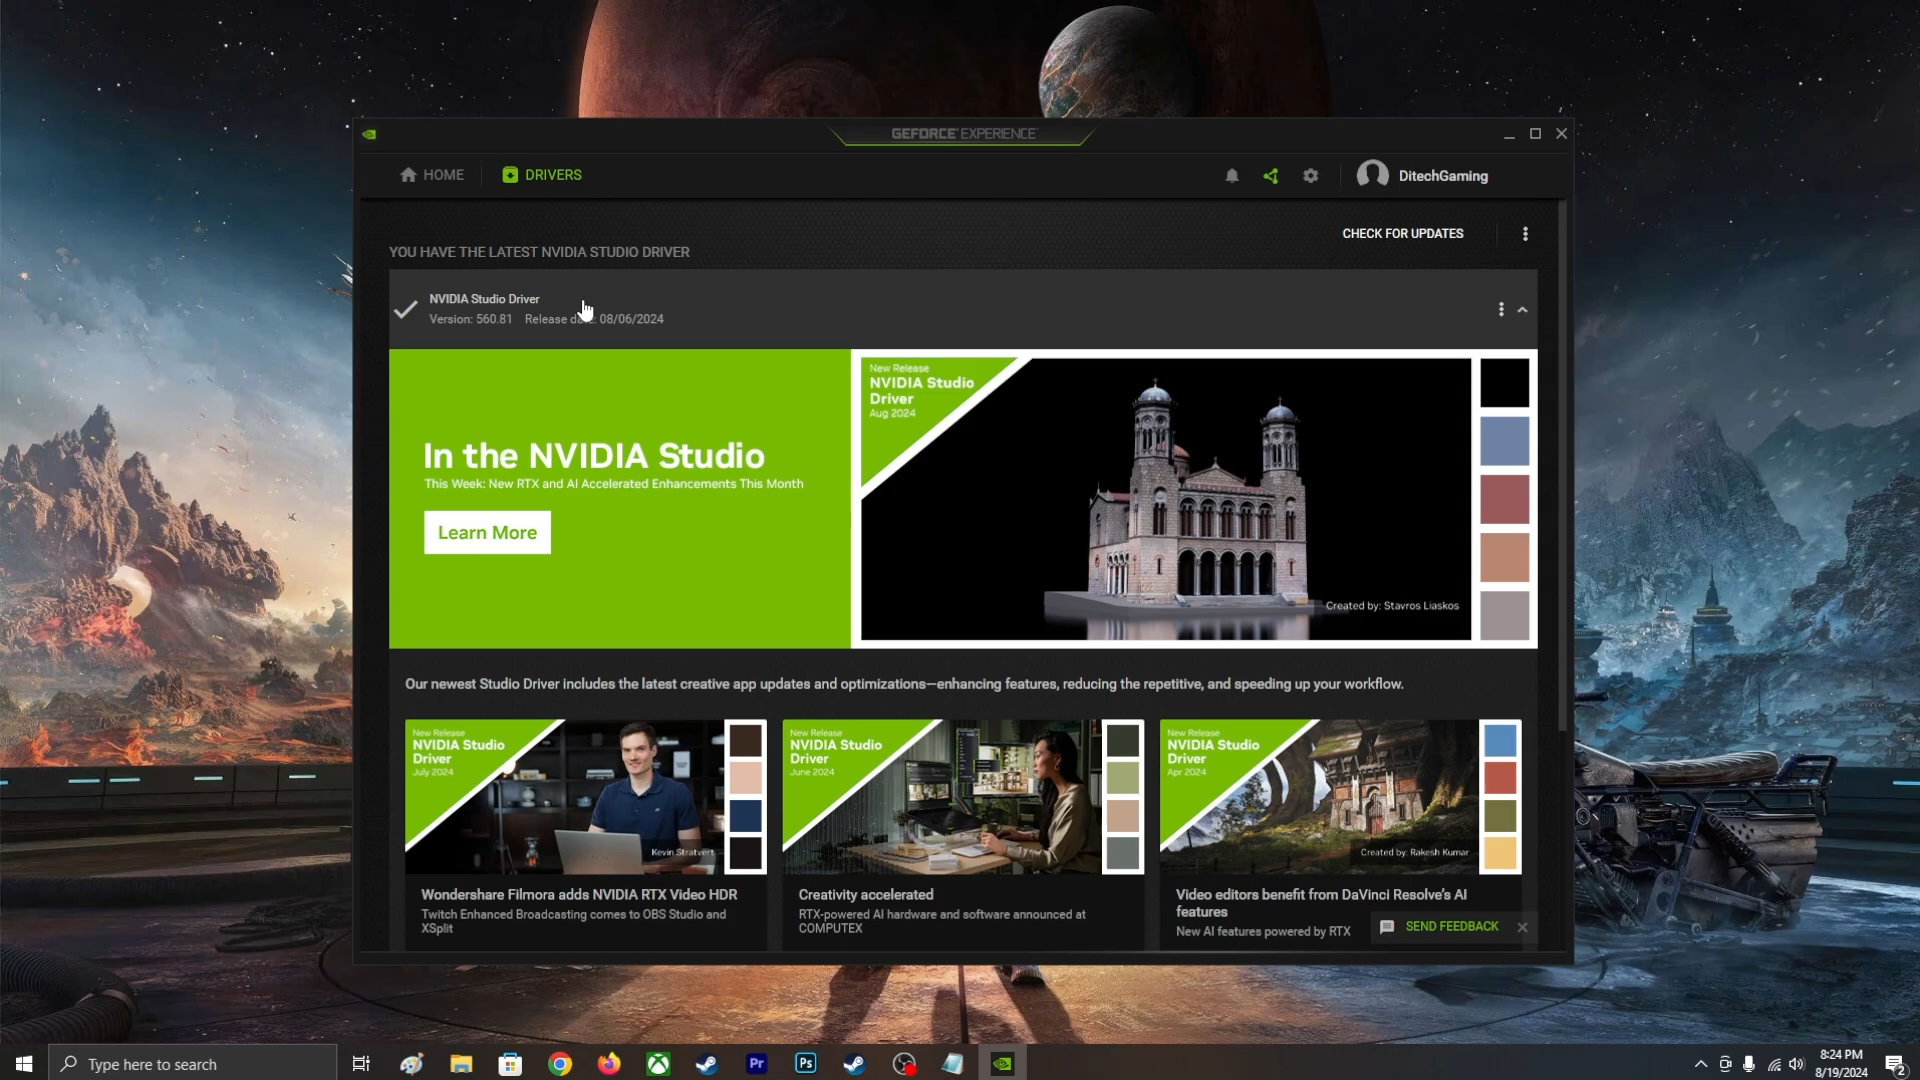 GEFORCE EXPERIENCE
HOME
DRIVERS
DitechGaming
CHECK FOR UPDATES
YOU HAVE THE LATEST NVIDIA STUDIO DRIVER
NVIDIA Studio Driver
Version: 560.81 Release da 08/06/2024
In the NVIDIA Studio
This Week: New RTX and AI Accelerated Enhancements This Month
Learn More
New Release
NVIDIA Studio
Driver
Aug 2024
Created by: Stavros Liaskos
Our newest Studio Driver includes the latest creative app updates and optimizations—enhancing features, reducing the repetitive, and speeding up your workflow.
New Release
NVIDIA Studio
Driver
July 2024
Kevin Stratvert
Wondershare Filmora adds NVIDIA RTX Video HDR
Twitch Enhanced Broadcasting comes to OBS Studio and
XSplit
New Release
NVIDIA Studio
Driver
June 2024
Creativity accelerated
RTX-powered AI hardware and software announced at
COMPUTEX
New Release
NVIDIA Studio
Driver
Apr 2024
Created by: Rakesh Kumar
Video editors benefit from DaVinci Resolve's AI
features
New AI features powered by RTX
SEND FEEDBACK
Type here to search
Pr
Ps
8:24 PM
8/19/2024
2